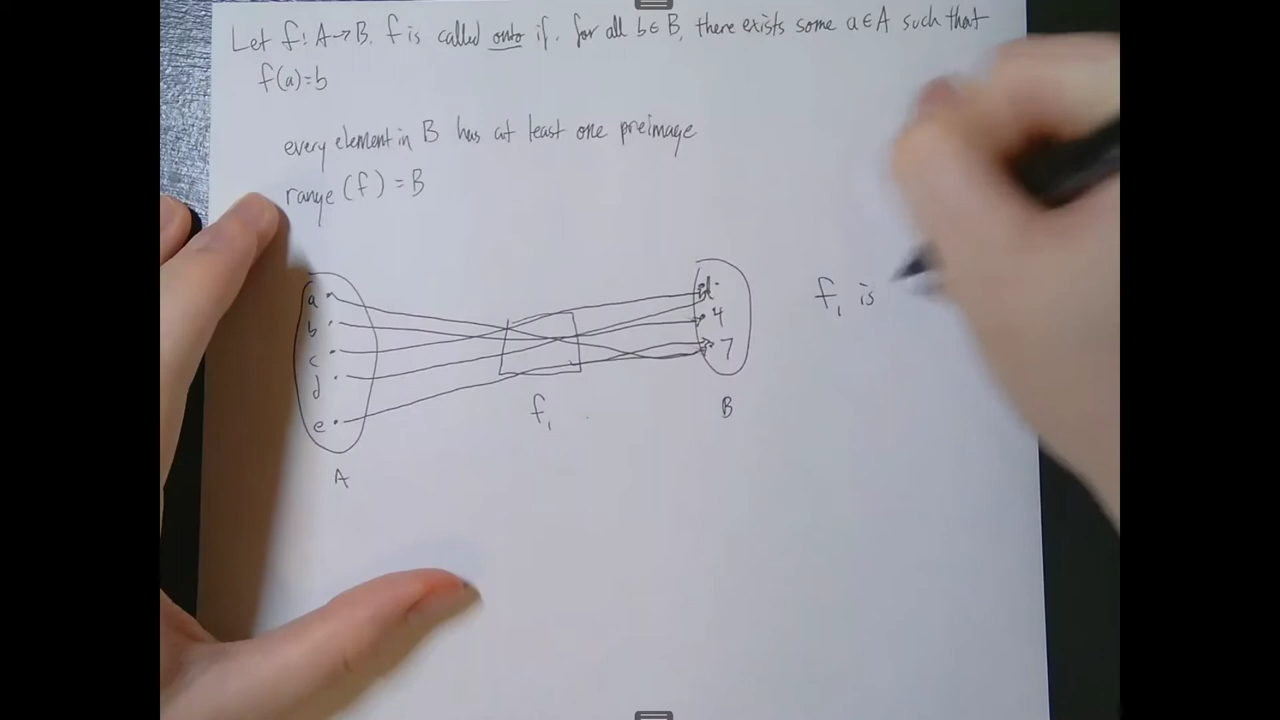 Let f: A→B. f is called onto if, for all b∈B, there exists some a∈A such that
f(a)=b
every element in B has at least one preimage
range (f) = B
a
b
c
d
e
4
7
f₁ is
f₁
B
A